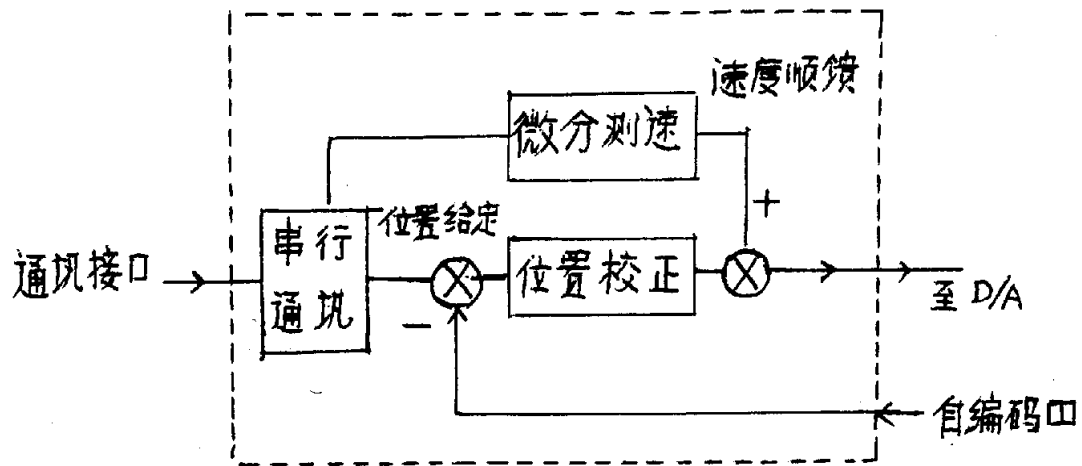 速度顺馈
微分测速
+
位置给定
串行
通讯
通讯接口
位置校正
−
至 D/A
自编码口